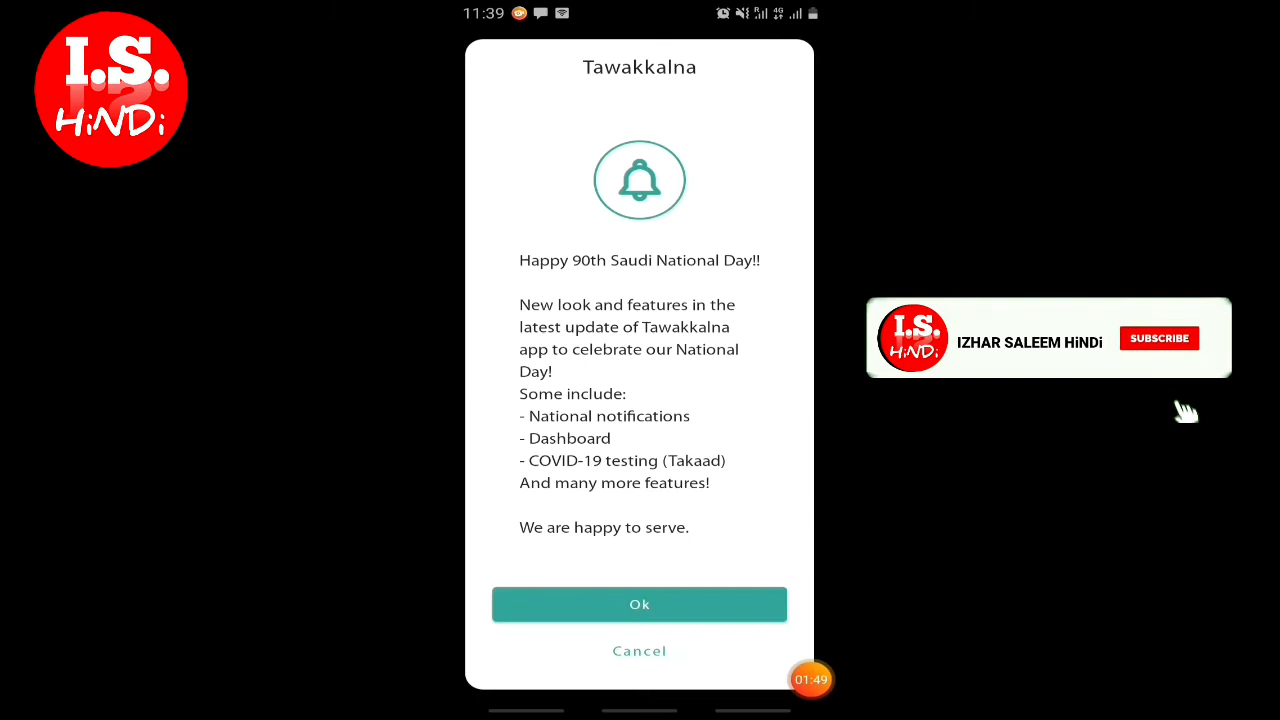 I.S.
HiNDi
11:39
R
4G
Tawakkalna
Happy 90th Saudi National Day!!
New look and features in the
latest update of Tawakkalna
app to celebrate our National
Day!
Some include:
- National notifications
- Dashboard
- COVID-19 testing (Takaad)
And many more features!
We are happy to serve.
Ok
Cancel
01:49
I.S.
HiNDi
IZHAR SALEEM HiNDi
SUBSCRIBE